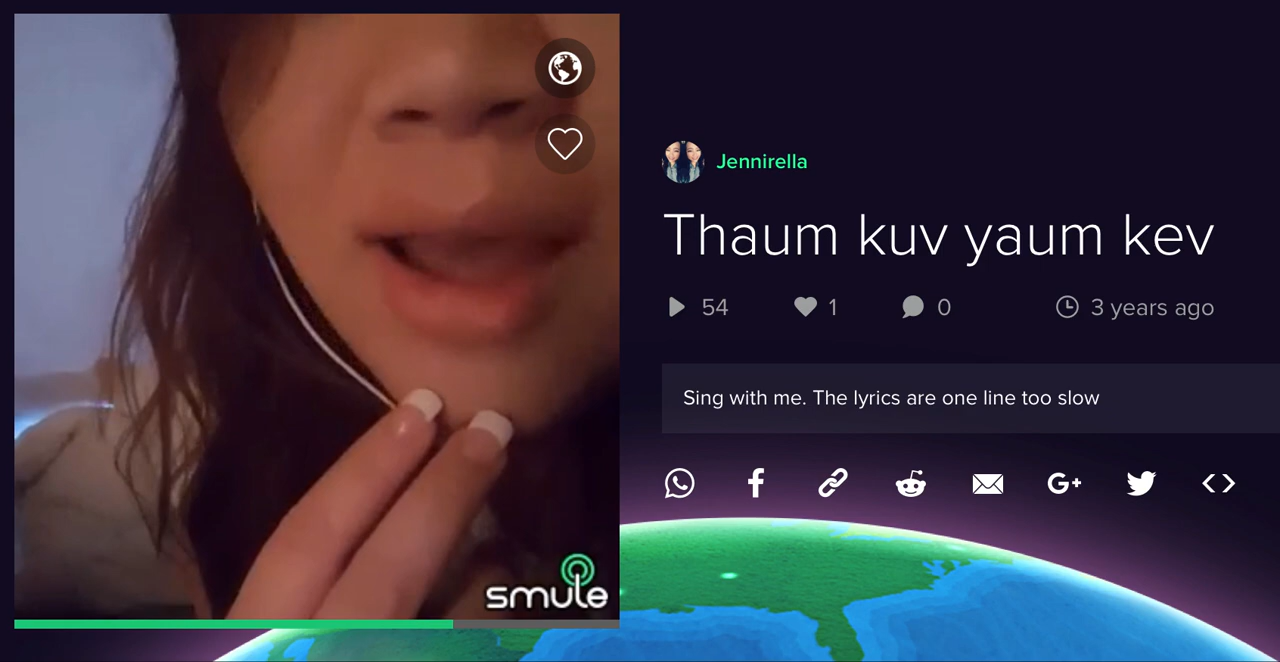 Jennirella
Thaum kuv yaum kev
54 1 0 3 years ago
Sing with me. The lyrics are one line too slow
G+
smule